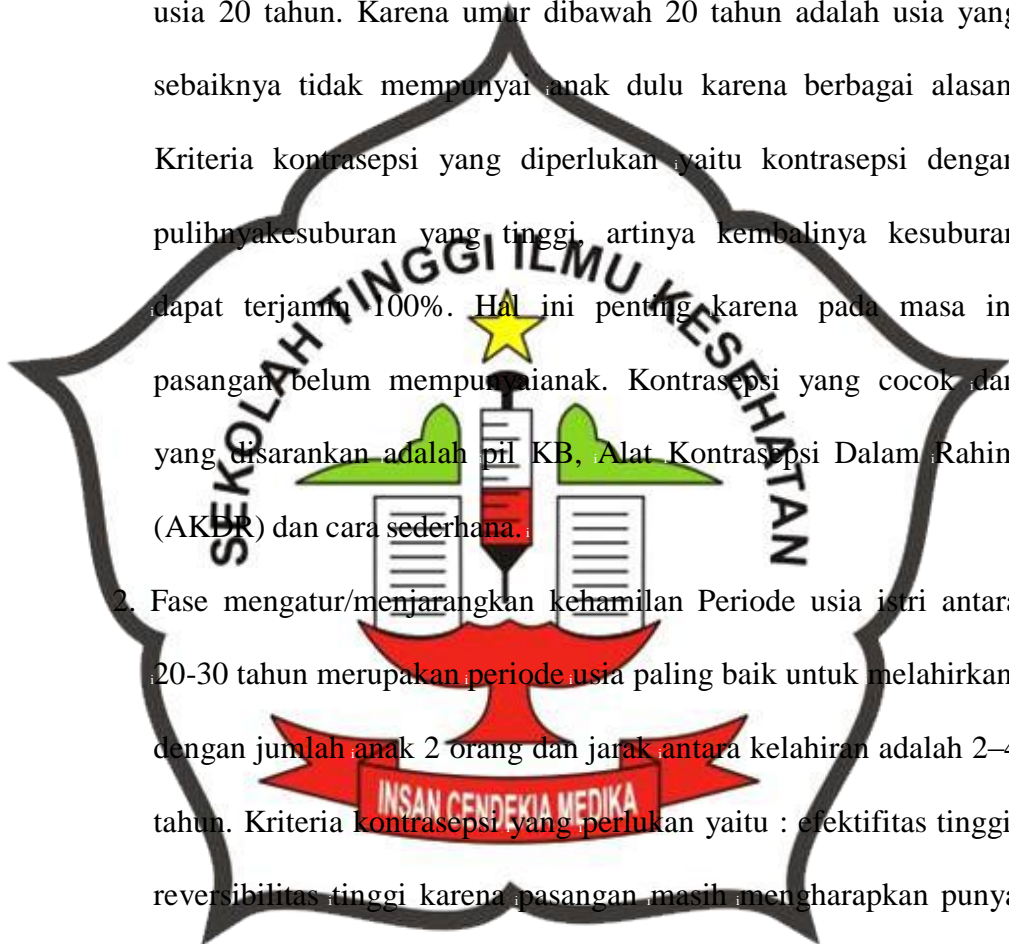 usia 20 tahun. Karena umur dibawah 20 tahun adalah usia yang
sebaiknya tidak mempunyai anak dulu karena berbagai alasan
Kriteria kontrasepsi yang diperlukan yaitu kontrasepsi dengan
pulihnyakesuburan yang tinggi, artinya kembalinya kesuburan
dapat terjamin 100%. Hal ini penting karena pada masa in
pasangan belum mempunyaianak. Kontrasepsi yang cocok dan
yang disarankan adalah pil KB, Alat Kontrasepsi Dalam Rahim
(AKDR) dan cara sederhana.
2. Fase mengatur/menjarangkan kehamilan Periode usia istri antara
20-30 tahun merupakan periode usia paling baik untuk melahirkan
dengan jumlah anak 2 orang dan jarak antara kelahiran adalah 2–4
tahun. Kriteria kontrasepsi yang perlukan yaitu : efektifitas tinggi
reversibilitas tinggi karena pasangan masih mengharapkan punya
SEKOLAH TINGGI ILMU KESEHATAN
INSAN CENDEKIA MEDIKA